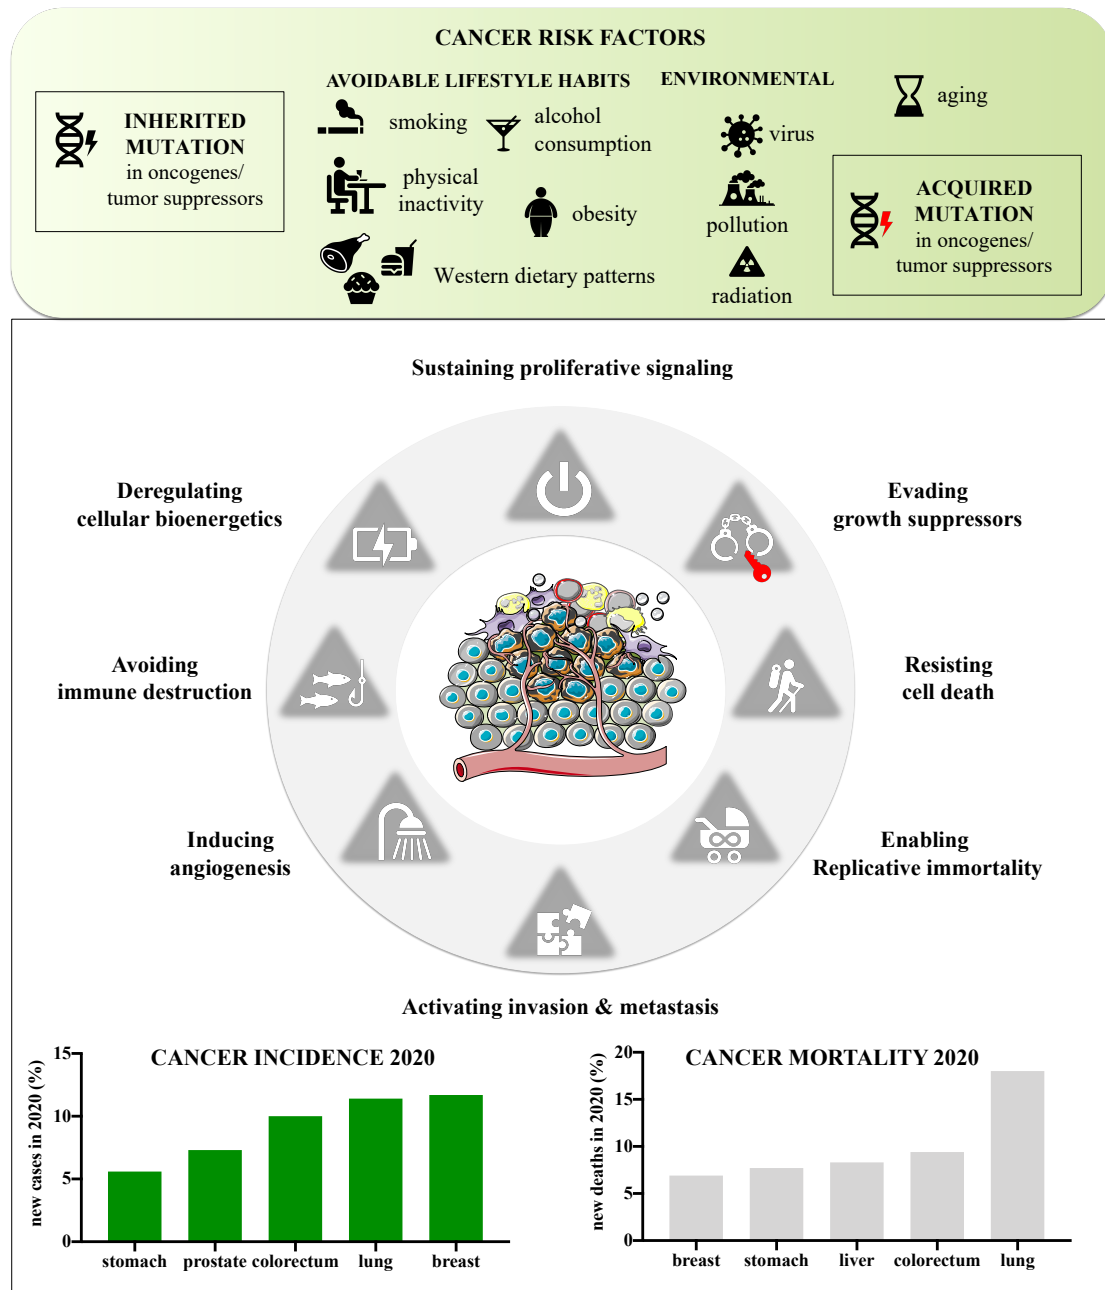 CANCER RISK FACTORS
AVOIDABLE LIFESTYLE HABITS
ENVIRONMENTAL
INHERITED
MUTATION
in oncogenes/
tumor suppressors
smoking
alcohol
consumption
physical
inactivity
obesity
Western dietary patterns
virus
pollution
radiation
aging
ACQUIRED
MUTATION
in oncogenes/
tumor suppressors
Sustaining proliferative signaling
Deregulating
cellular bioenergetics
Evading
growth suppressors
Avoiding
immune destruction
Resisting
cell death
Inducing
angiogenesis
Enabling
Replicative immortality
Activating invasion & metastasis
CANCER INCIDENCE 2020
new cases in 2020 (%)
15
10
5
0
stomach
prostate
colorectum
lung
breast
CANCER MORTALITY 2020
new deaths in 2020 (%)
20
15
10
5
0
breast
stomach
liver
colorectum
lung